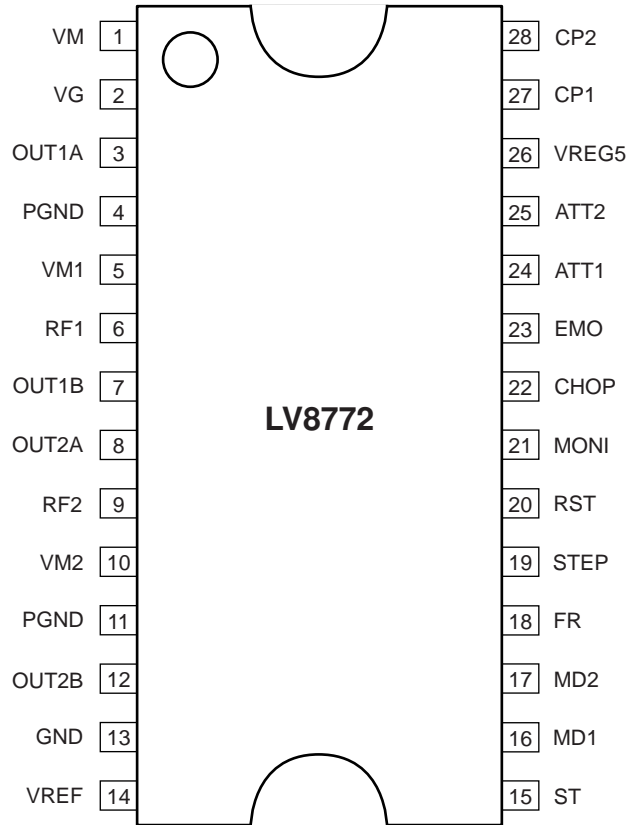 VM 1 28 CP2
VG 2 27 CP1
OUT1A 3 26 VREG5
PGND 4 25 ATT2
VM1 5 24 ATT1
RF1 6 23 EMO
OUT1B 7 22 CHOP
LV8772
OUT2A 8 21 MONI
RF2 9 20 RST
VM2 10 19 STEP
PGND 11 18 FR
OUT2B 12 17 MD2
GND 13 16 MD1
VREF 14 15 ST